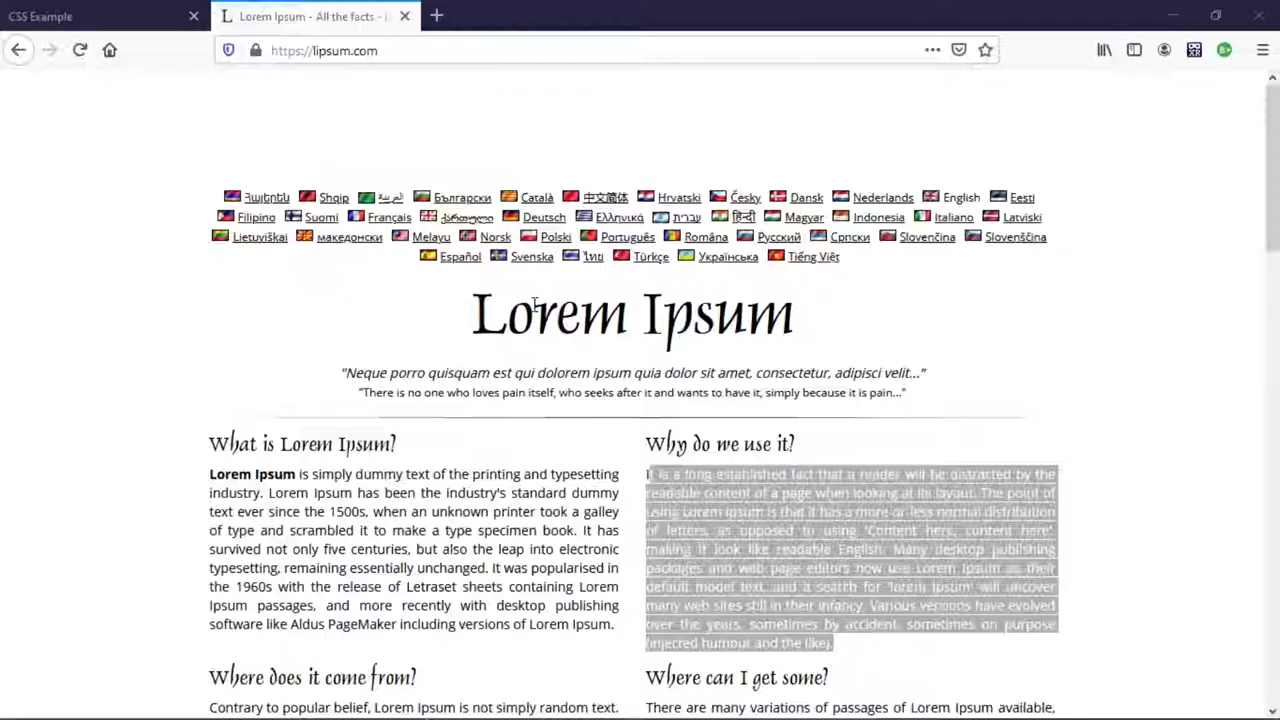 CSS Example
Lorem Ipsum - All the facts -
https://lipsum.com
Հայերեն Shqip العربية Български Català 中文简体 Hrvatski Česky Dansk Nederlands English Eesti
Filipino Suomi Français ქართული Deutsch Ελληνικά עברית हिन्दी Magyar Indonesia Italiano Latviski
Lietuviškai македонски Melayu Norsk Polski Português Româna Русский Српски Slovenčina Slovenščina
Español Svenska ไทย Türkçe Українська Tiếng Việt
Lorem Ipsum
"Neque porro quisquam est qui dolorem ipsum quia dolor sit amet, consectetur, adipisci velit..."
"There is no one who loves pain itself, who seeks after it and wants to have it, simply because it is pain..."
What is Lorem Ipsum?
Lorem Ipsum is simply dummy text of the printing and typesetting
industry. Lorem Ipsum has been the industry's standard dummy
text ever since the 1500s, when an unknown printer took a galley
of type and scrambled it to make a type specimen book. It has
survived not only five centuries, but also the leap into electronic
typesetting, remaining essentially unchanged. It was popularised in
the 1960s with the release of Letraset sheets containing Lorem
Ipsum passages, and more recently with desktop publishing
software like Aldus PageMaker including versions of Lorem Ipsum.
Why do we use it?
It is a long established fact that a reader will be distracted by the
readable content of a page when looking at its layout. The point of
using Lorem Ipsum is that it has a more-or-less normal distribution
of letters, as opposed to using 'Content here, content here',
making it look like readable English. Many desktop publishing
packages and web page editors now use Lorem Ipsum as their
default model text, and a search for 'lorem ipsum' will uncover
many web sites still in their infancy. Various versions have evolved
over the years, sometimes by accident, sometimes on purpose
(injected humour and the like).
Where does it come from?
Contrary to popular belief, Lorem Ipsum is not simply random text.
Where can I get some?
There are many variations of passages of Lorem Ipsum available,